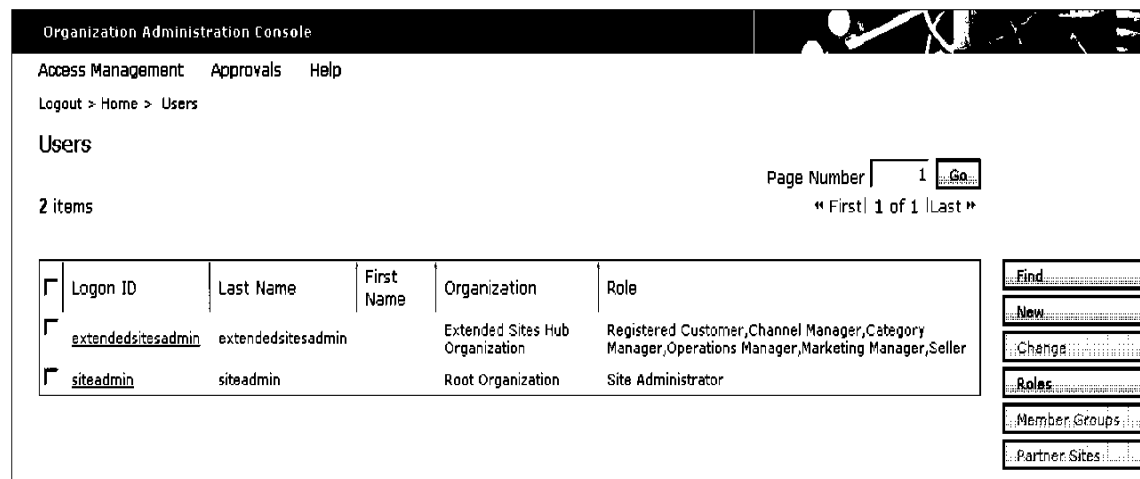 Organization Administration Console
Access Management Approvals Help
Logout > Home > Users
Users
Page Number 1 Go
2 items
« First| 1 of 1 |Last »
Logon ID Last Name First Name Organization Role
extendedsitesadmin extendedsitesadmin Extended Sites Hub Organization Registered Customer,Channel Manager,Category Manager,Operations Manager,Marketing Manager,Seller
siteadmin siteadmin Root Organization Site Administrator
Find
New
Change
Roles
Member Groups
Partner Sites